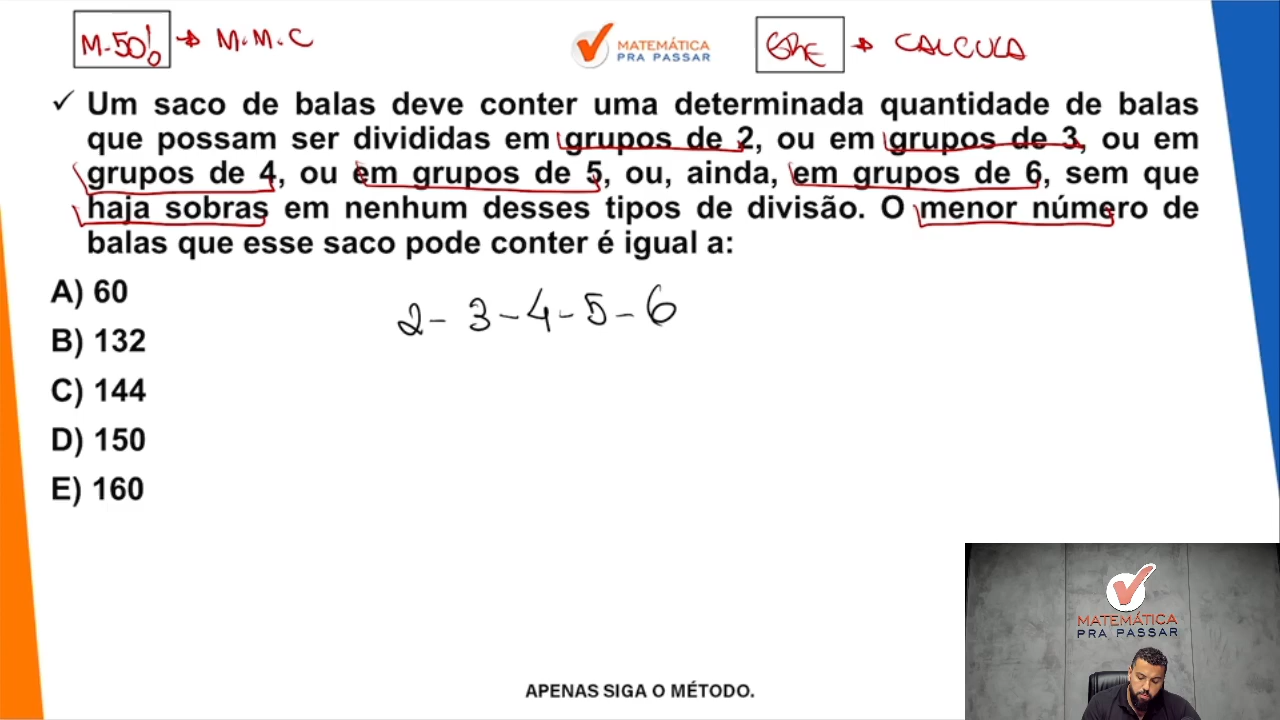 M-50% → M.M.C
MATEMÁTICA
PRA PASSAR
→ CALCULA
✓ Um saco de balas deve conter uma determinada quantidade de balas
que possam ser divididas em grupos de 2, ou em grupos de 3, ou em
grupos de 4, ou em grupos de 5, ou, ainda, em grupos de 6, sem que
haja sobras em nenhum desses tipos de divisão. O menor número de
balas que esse saco pode conter é igual a:
A) 60
B) 132
C) 144
D) 150
E) 160
2 - 3 - 4 - 5 - 6
MATEMÁTICA
PRA PASSAR
APENAS SIGA O MÉTODO.